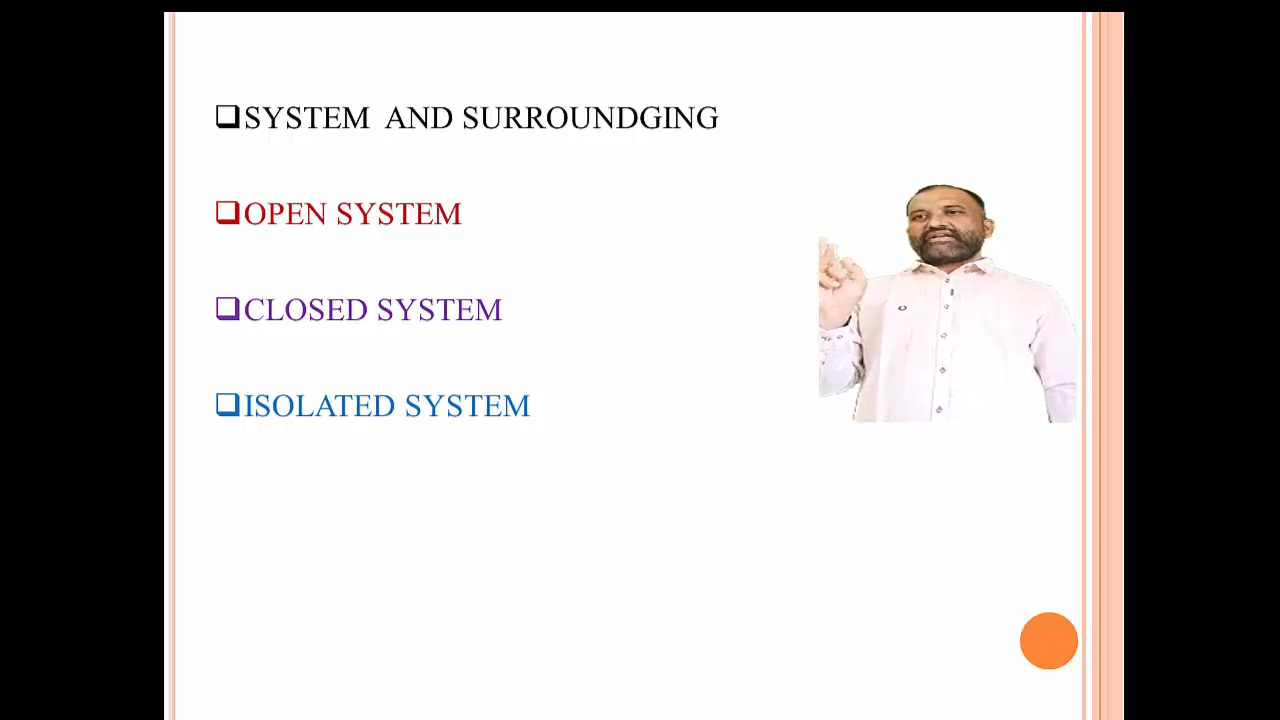 SYSTEM AND SURROUNDGING
OPEN SYSTEM
CLOSED SYSTEM
ISOLATED SYSTEM